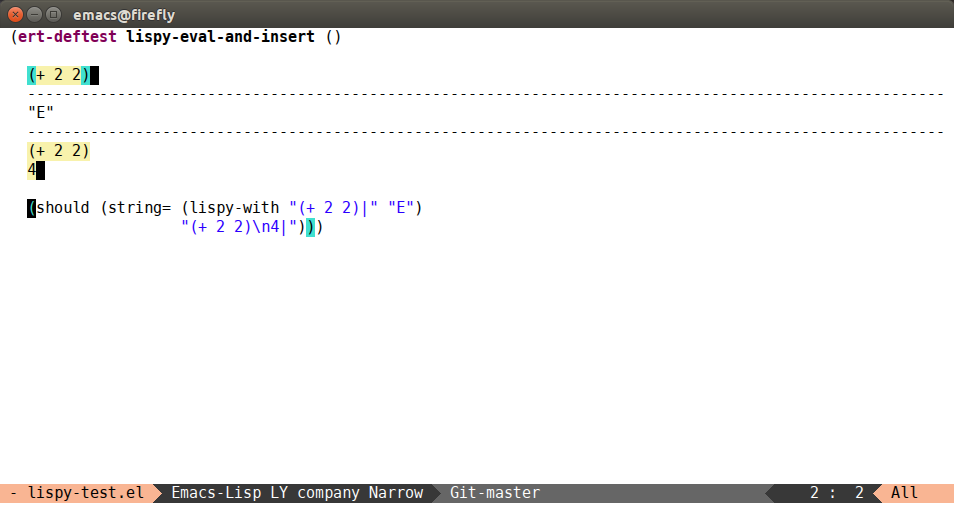 emacs@firefly
(ert-deftest lispy-eval-and-insert ()
(+ 2 2)
------------------------------------------------------------------------------------------------------
"E"
------------------------------------------------------------------------------------------------------
(+ 2 2)
4
(should (string= (lispy-with "(+ 2 2)|" "E")
"(+ 2 2)\n4|")))
- lispy-test.el Emacs-Lisp LY company Narrow Git-master 2 : 2 All